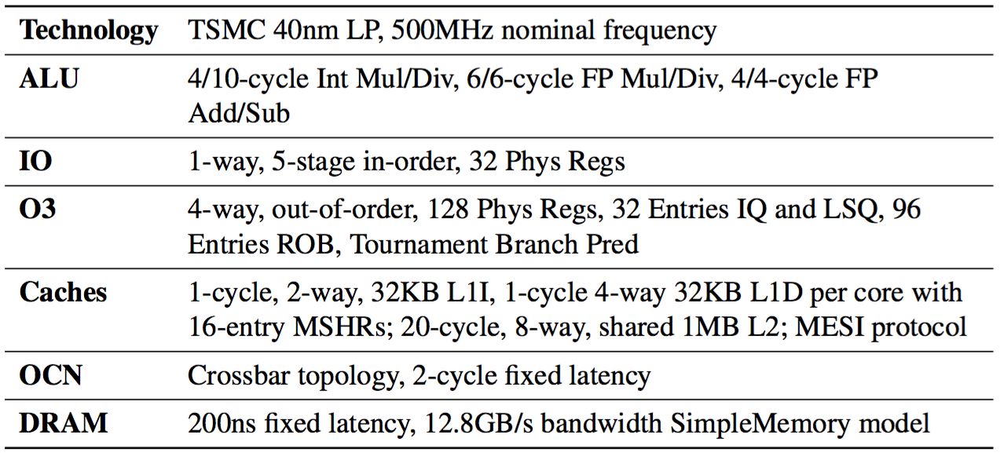 Technology TSMC 40nm LP, 500MHz nominal frequency
ALU 4/10-cycle Int Mul/Div, 6/6-cycle FP Mul/Div, 4/4-cycle FP
Add/Sub
IO 1-way, 5-stage in-order, 32 Phys Regs
O3 4-way, out-of-order, 128 Phys Regs, 32 Entries IQ and LSQ, 96
Entries ROB, Tournament Branch Pred
Caches 1-cycle, 2-way, 32KB L1I, 1-cycle 4-way 32KB L1D per core with
16-entry MSHRs; 20-cycle, 8-way, shared 1MB L2; MESI protocol
OCN Crossbar topology, 2-cycle fixed latency
DRAM 200ns fixed latency, 12.8GB/s bandwidth SimpleMemory model